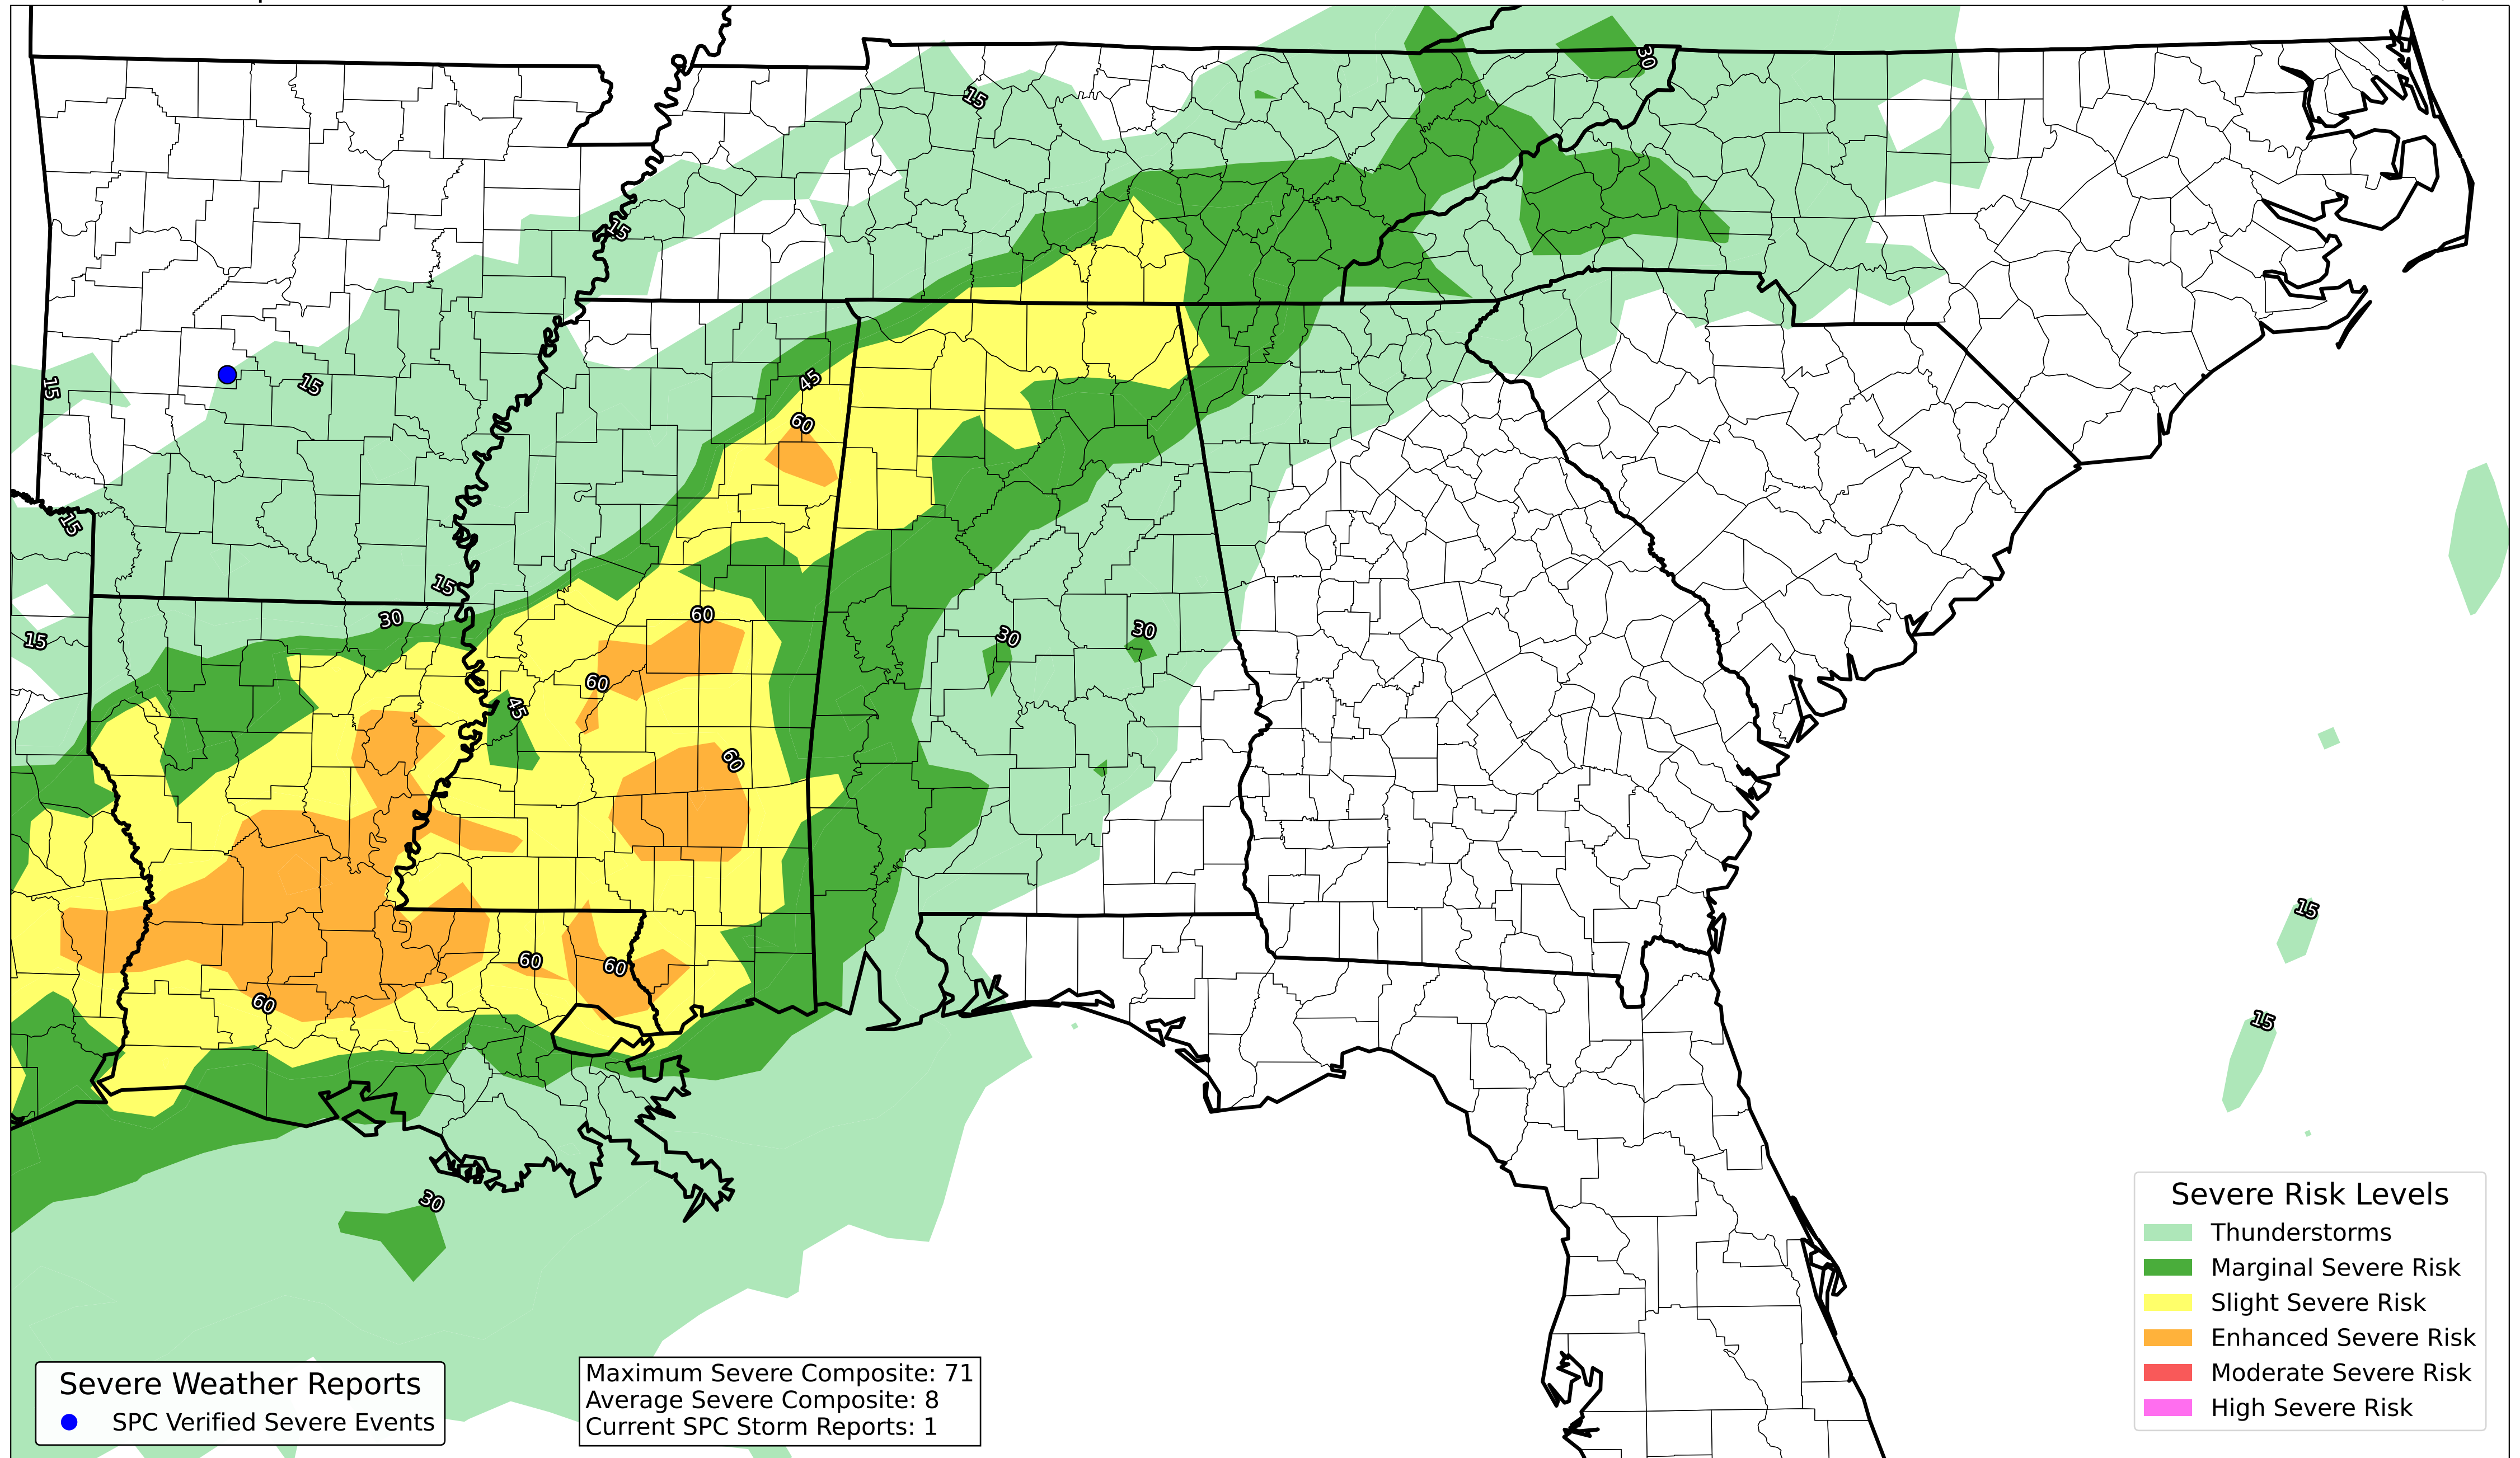 30
15
15
15
15
45
60
15
15
30
60
30
30
15
60
45
60
15
60
60
60
15
30
Severe Risk Levels
Thunderstorms
Marginal Severe Risk
Slight Severe Risk
Enhanced Severe Risk
Moderate Severe Risk
High Severe Risk
Severe Weather Reports
SPC Verified Severe Events
Maximum Severe Composite: 71
Average Severe Composite: 8
Current SPC Storm Reports: 1